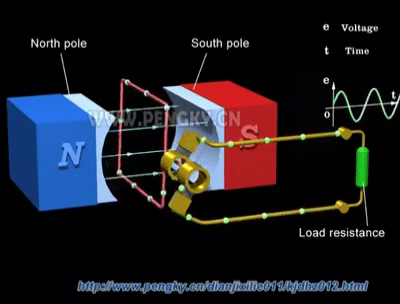 e Voltage
t Time
North pole
South pole
e
t
0
WWW.PENGKY.CN
N
S
Load resistance
http://www.pengky.cn/dianjixilie011/kjdhz012.html